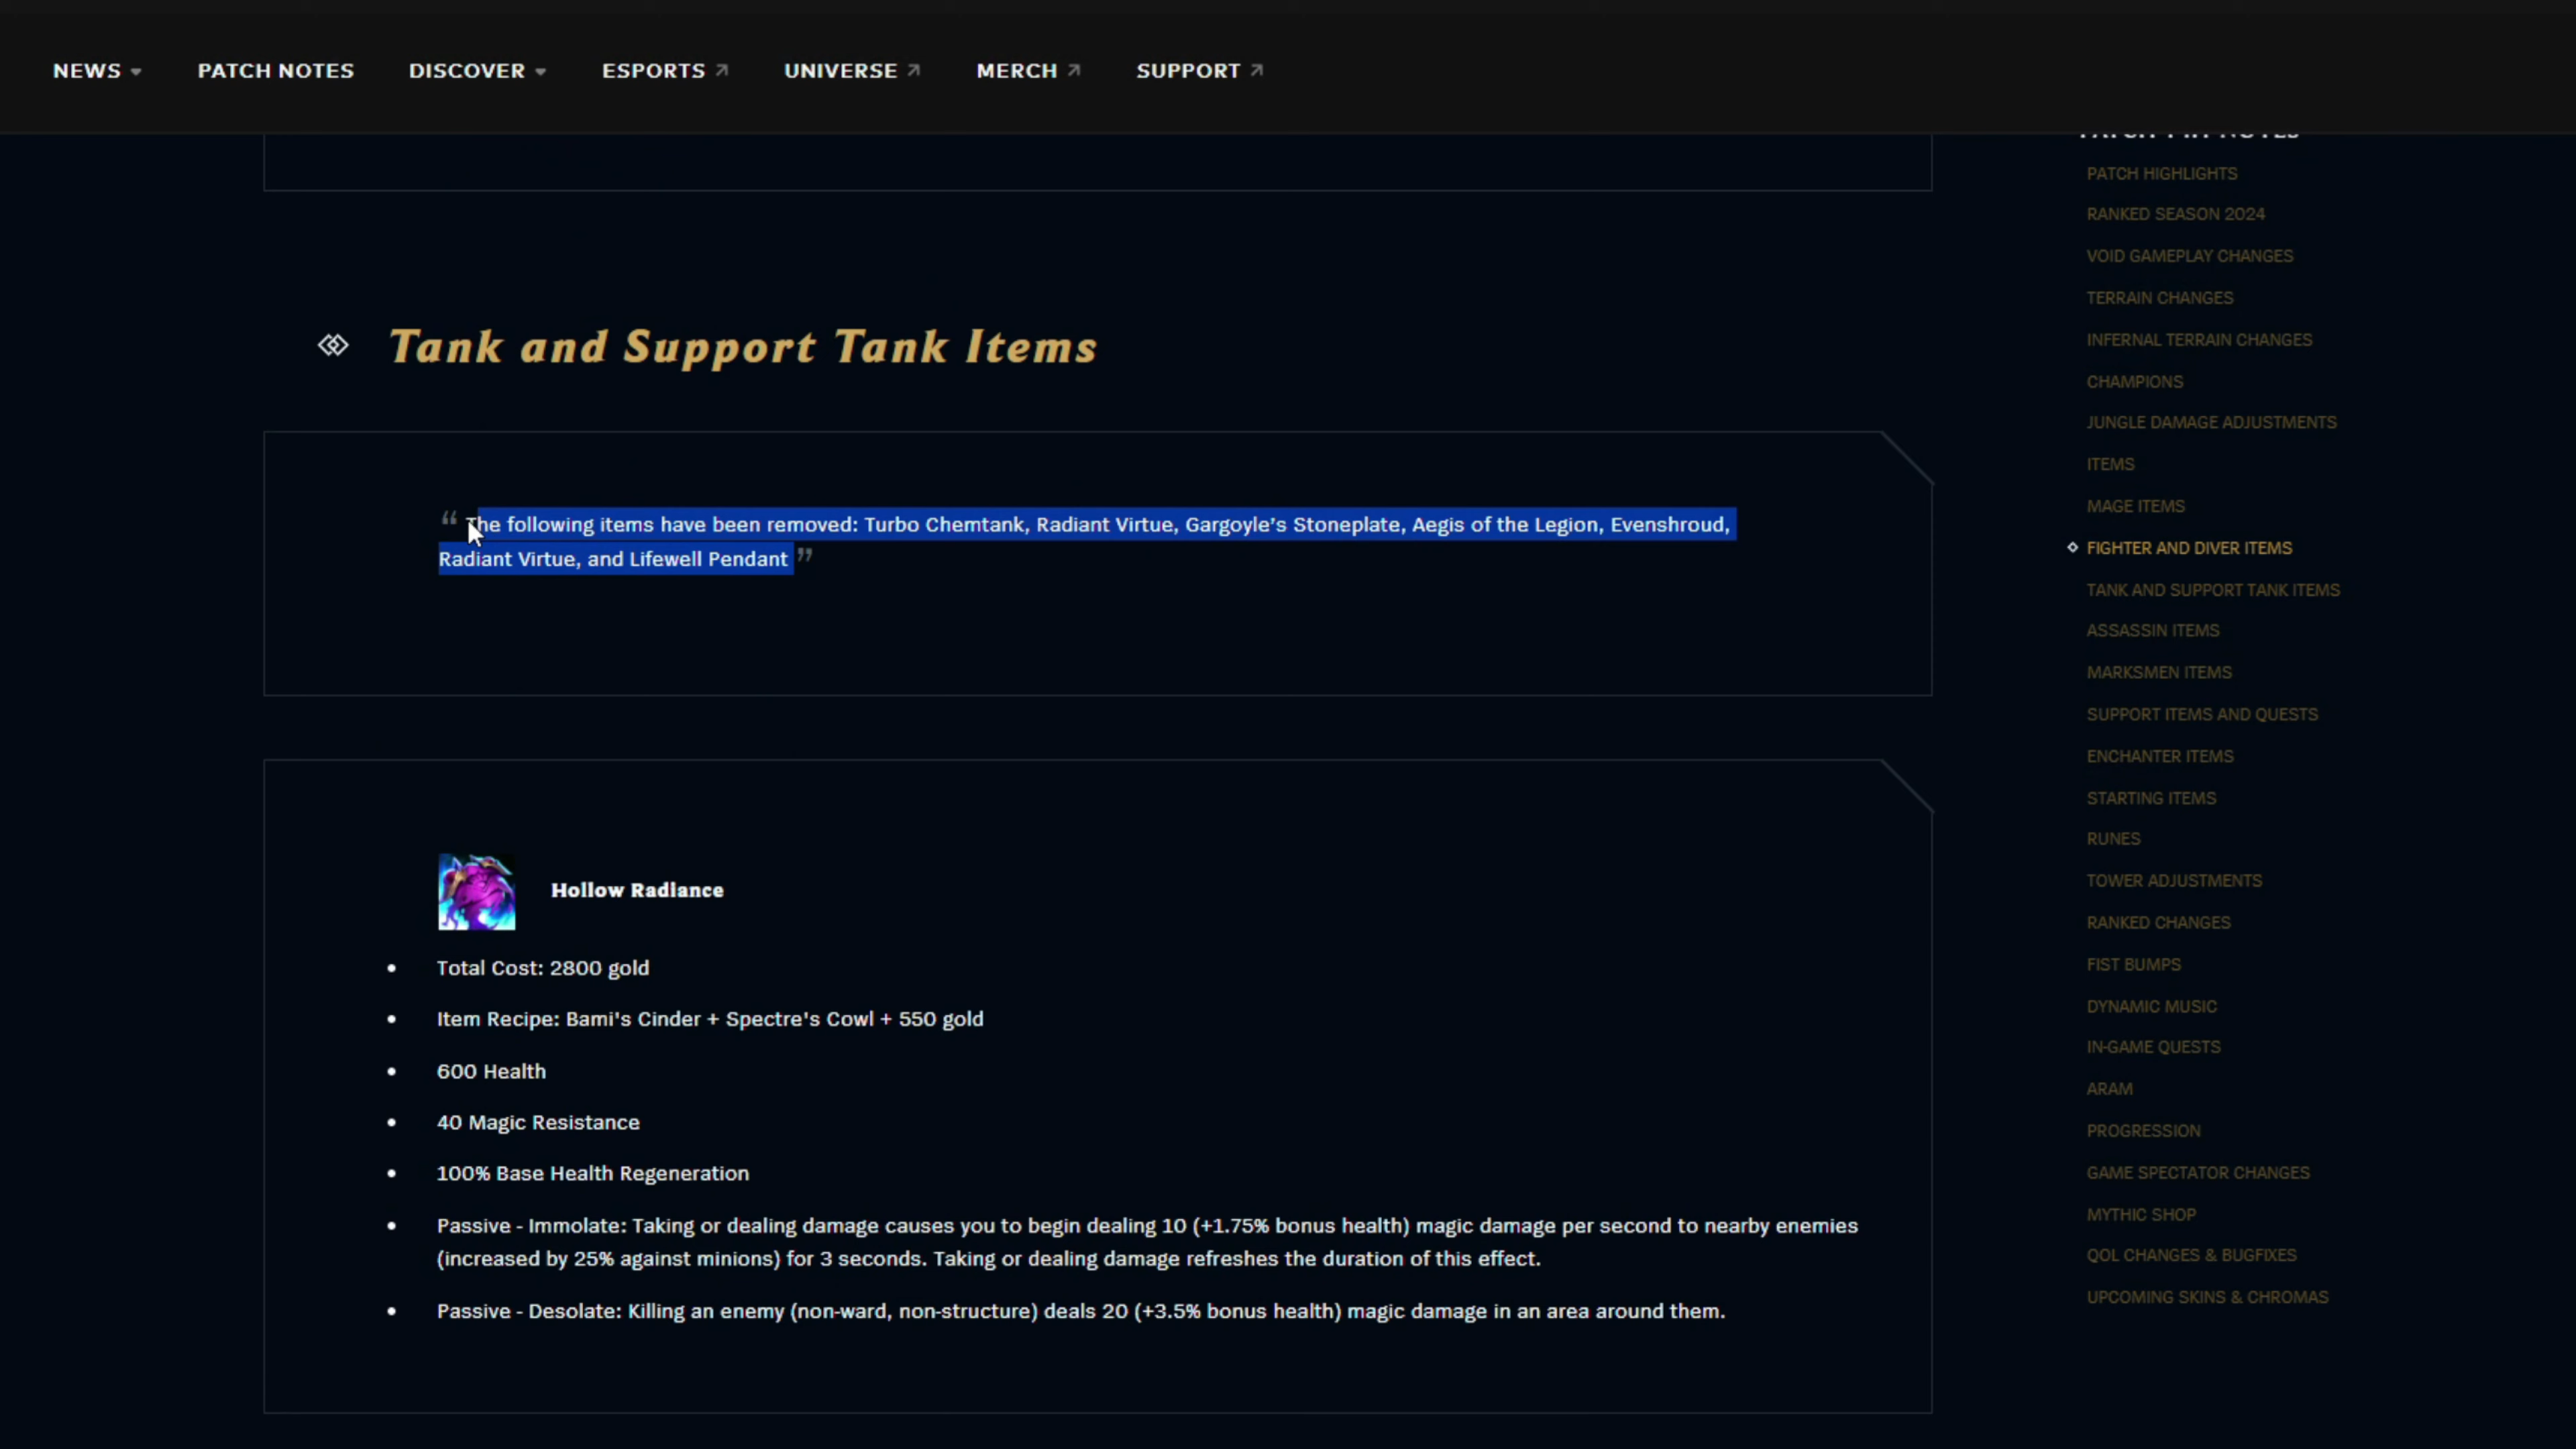 NEWS
PATCH NOTES
DISCOVER
ESPORTS
UNIVERSE
MERCH
SUPPORT
Tank and Support Tank Items
“ The following items have been removed: Turbo Chemtank, Radiant Virtue, Gargoyle’s Stoneplate, Aegis of the Legion, Evenshroud,
Radiant Virtue, and Lifewell Pendant ”
Hollow Radiance
• Total Cost: 2800 gold
• Item Recipe: Bami's Cinder + Spectre's Cowl + 550 gold
• 600 Health
• 40 Magic Resistance
• 100% Base Health Regeneration
• Passive - Immolate: Taking or dealing damage causes you to begin dealing 10 (+1.75% bonus health) magic damage per second to nearby enemies
(increased by 25% against minions) for 3 seconds. Taking or dealing damage refreshes the duration of this effect.
• Passive - Desolate: Killing an enemy (non-ward, non-structure) deals 20 (+3.5% bonus health) magic damage in an area around them.
PATCH HIGHLIGHTS
RANKED SEASON 2024
VOID GAMEPLAY CHANGES
TERRAIN CHANGES
INFERNAL TERRAIN CHANGES
CHAMPIONS
JUNGLE DAMAGE ADJUSTMENTS
ITEMS
MAGE ITEMS
FIGHTER AND DIVER ITEMS
TANK AND SUPPORT TANK ITEMS
ASSASSIN ITEMS
MARKSMEN ITEMS
SUPPORT ITEMS AND QUESTS
ENCHANTER ITEMS
STARTING ITEMS
RUNES
TOWER ADJUSTMENTS
RANKED CHANGES
FIST BUMPS
DYNAMIC MUSIC
IN-GAME QUESTS
ARAM
PROGRESSION
GAME SPECTATOR CHANGES
MYTHIC SHOP
QOL CHANGES & BUGFIXES
UPCOMING SKINS & CHROMAS